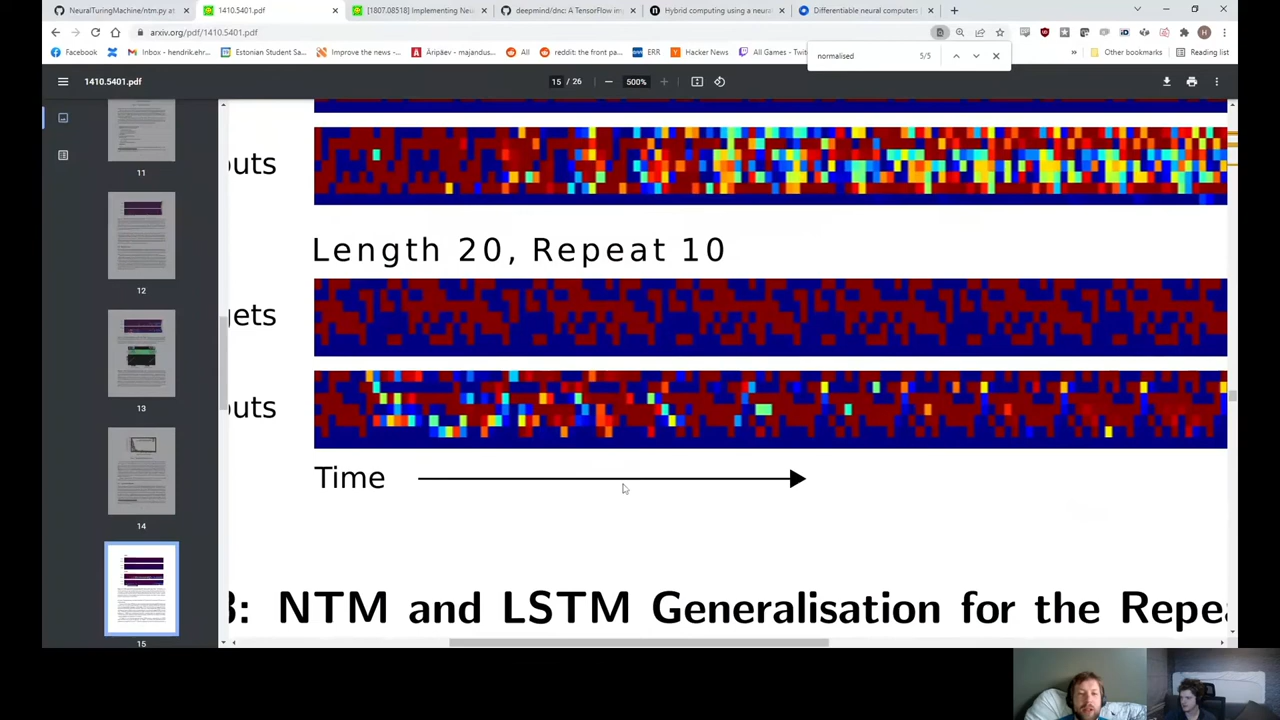 NeuralTuringMachine/ntm.py at
1410.5401.pdf
[1807.08518] Implementing Neu
deepmind/dnc: A TensorFlow im
Hybrid computing using a neura
Differentiable neural computers |
arxiv.org/pdf/1410.5401.pdf
Facebook
Inbox - hendrik.ehr...
Estonian Student Sa...
Improve the news -...
Äripäev - majandus...
All
reddit: the front pa...
ERR
Hacker News
All Games - Twit
Other bookmarks
Reading list
normalised
5/5
1410.5401.pdf
15 / 26
500%
11
12
13
14
15
uts
Length 20, Repeat 10
gets
uts
Time
3: NTM and LSTM Generalisation for the Repe